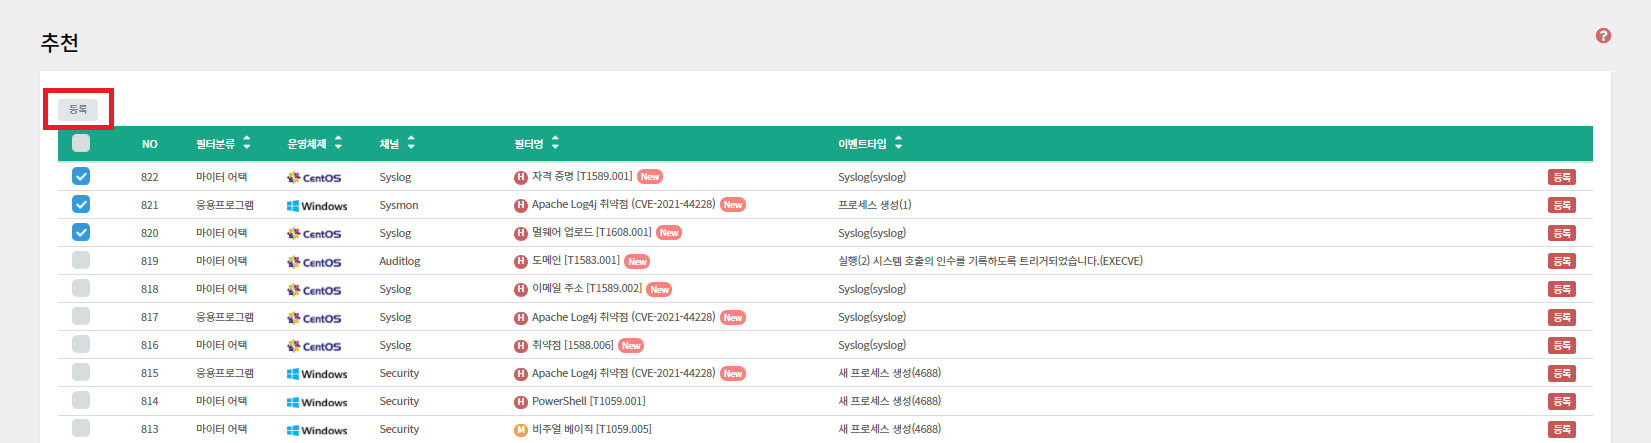 추천
?
등록
NO 필터분류 운영체제 채널 필터명 이벤트타입
822 마이터 어택 CentOS Syslog H 자격 증명 [T1589.001] New Syslog(syslog) 등록
821 응용프로그램 Windows Sysmon H Apache Log4j 취약점 (CVE-2021-44228) New 프로세스 생성(1) 등록
820 마이터 어택 CentOS Syslog H 멀웨어 업로드 [T1608.001] New Syslog(syslog) 등록
819 마이터 어택 CentOS Auditlog H 도메인 [T1583.001] New 실행(2) 시스템 호출의 인수를 기록하도록 트리거되었습니다.(EXECVE) 등록
818 마이터 어택 CentOS Syslog H 이메일 주소 [T1589.002] New Syslog(syslog) 등록
817 응용프로그램 CentOS Syslog H Apache Log4j 취약점 (CVE-2021-44228) New Syslog(syslog) 등록
816 마이터 어택 CentOS Syslog H 취약점 [1588.006] New Syslog(syslog) 등록
815 응용프로그램 Windows Security H Apache Log4j 취약점 (CVE-2021-44228) New 새 프로세스 생성(4688) 등록
814 마이터 어택 Windows Security H PowerShell [T1059.001] 새 프로세스 생성(4688) 등록
813 마이터 어택 Windows Security M 비주얼 베이직 [T1059.005] 새 프로세스 생성(4688) 등록